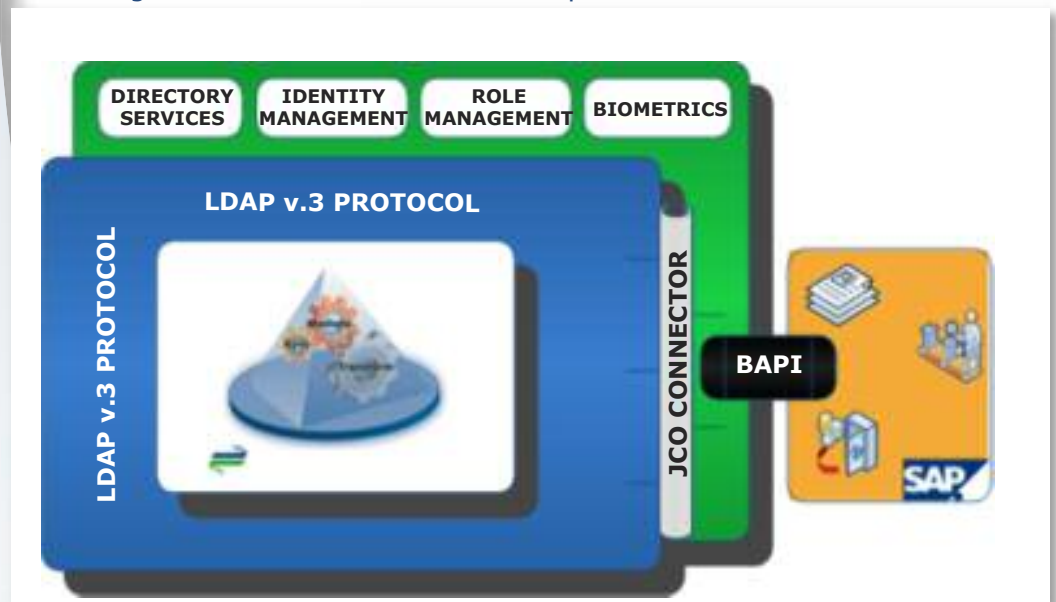 DIRECTORY
SERVICES
IDENTITY
MANAGEMENT
ROLE
MANAGEMENT
BIOMETRICS
LDAP v.3 PROTOCOL
LDAP v.3 PROTOCOL
JCO CONNECTOR
BAPI
SAP